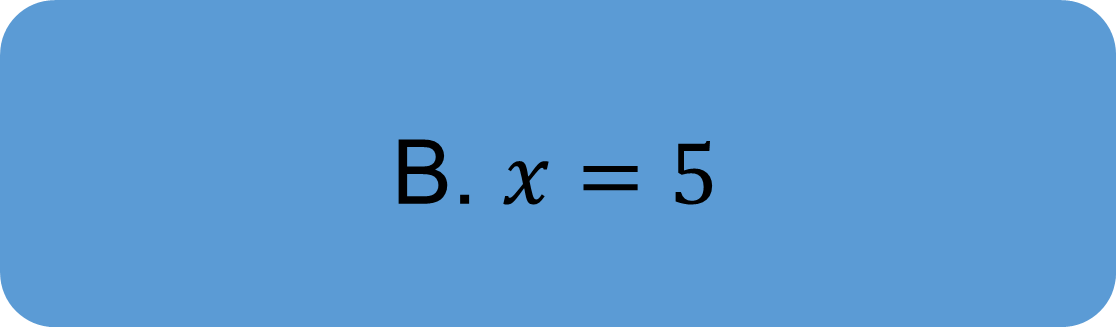 B. x = 5